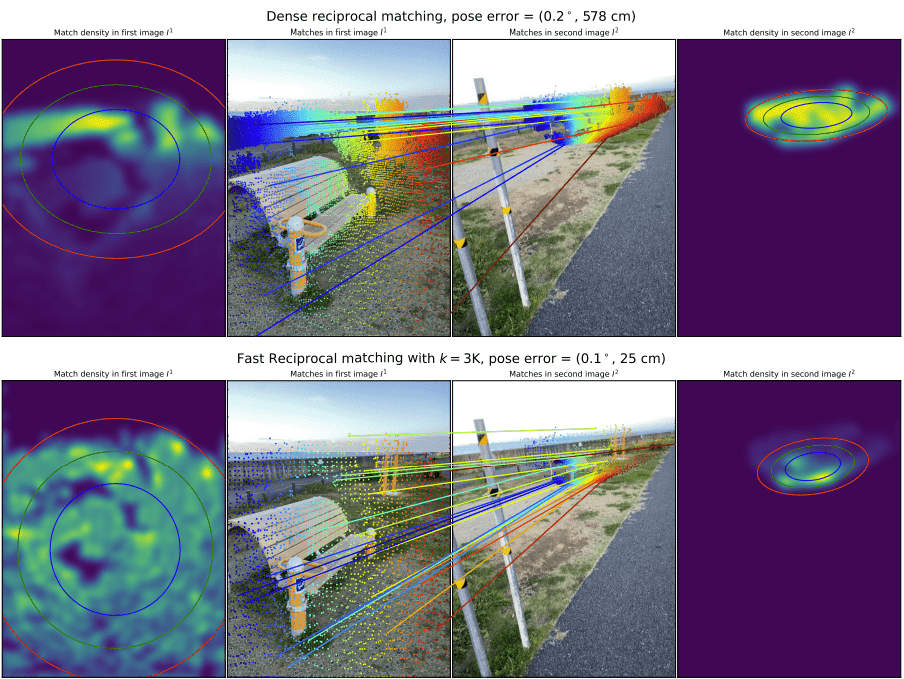 Dense reciprocal matching, pose error = (0.2°, 578 cm)
Match density in first image I¹
Matches in first image I¹
Matches in second image I²
Match density in second image I²
Fast Reciprocal matching with k = 3K, pose error = (0.1°, 25 cm)
Match density in first image I¹
Matches in first image I¹
Matches in second image I²
Match density in second image I²